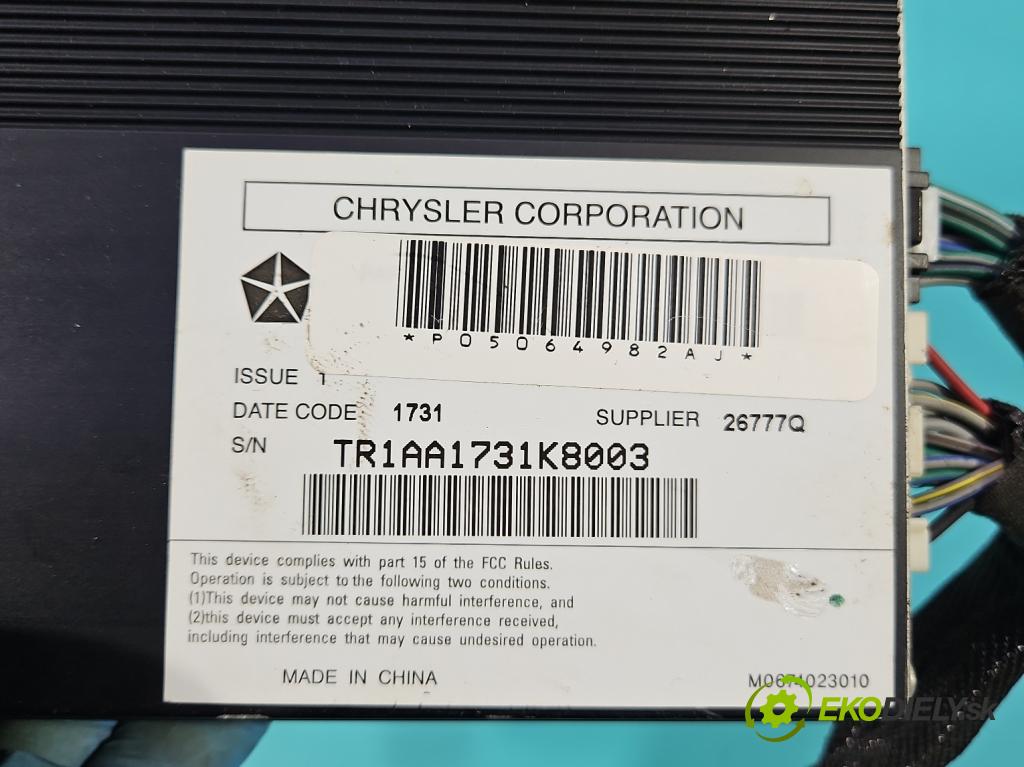 CHRYSLER CORPORATION
*P05064982AJ*
ISSUE 1
DATE CODE 1731 SUPPLIER 26777Q
S/N TR1AA1731K8003
This device complies with part 15 of the FCC Rules.
Operation is subject to the following two conditions.
(1)This device may not cause harmful interference, and
(2)this device must accept any interference received,
including interference that may cause undesired operation.
MADE IN CHINA M0671023010
EKODIELY.sk